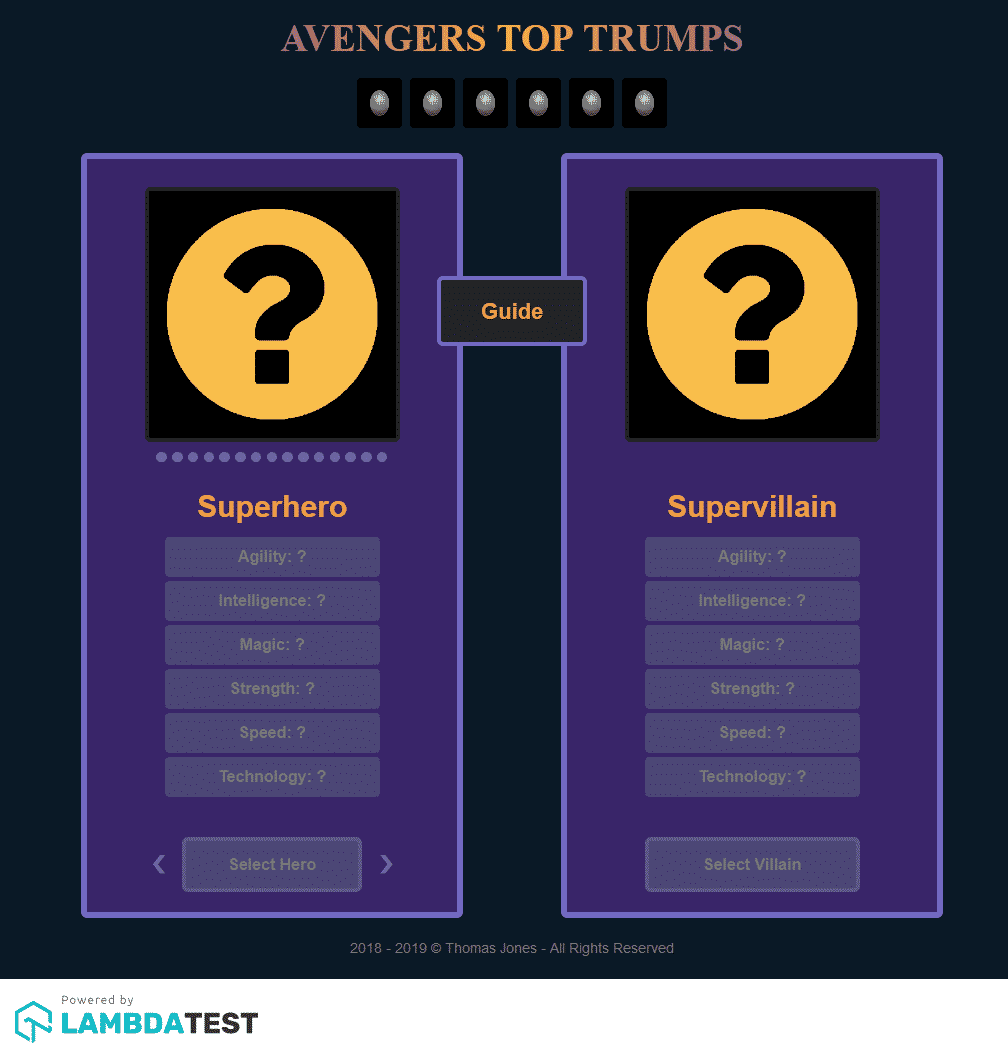 AVENGERS TOP TRUMPS
?
?
Guide
Superhero
Agility: ?
Intelligence: ?
Magic: ?
Strength: ?
Speed: ?
Technology: ?
❮
Select Hero
❯
Supervillain
Agility: ?
Intelligence: ?
Magic: ?
Strength: ?
Speed: ?
Technology: ?
Select Villain
2018 - 2019 © Thomas Jones - All Rights Reserved
Powered by
LAMBDATEST